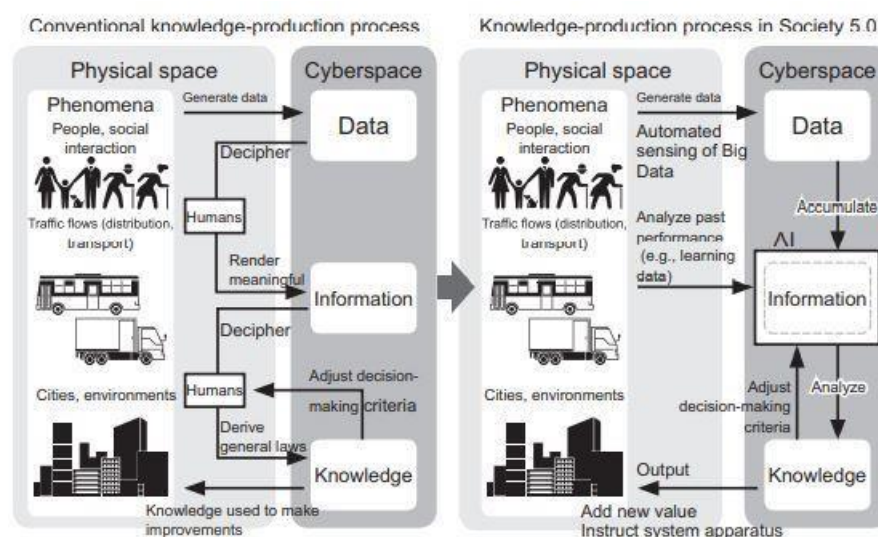 Conventional knowledge-production process
Physical space
Cyberspace
Phenomena
People, social
interaction
Generate data
Data
Decipher
Humans
Traffic flows (distribution,
transport)
Render
meaningful
Information
Decipher
Humans
Cities, environments
Adjust decision-
making criteria
Derive
general laws
Knowledge
Knowledge used to make
improvements
Knowledge-production process in Society 5.0
Physical space
Cyberspace
Phenomena
People, social
interaction
Generate data
Data
Automated
sensing of Big
Data
Accumulate
Traffic flows (distribution,
transport)
Analyze past
performance
(e.g., learning
data)
AI
Information
Cities, environments
Adjust
decision-making
criteria
Analyze
Output
Knowledge
Add new value
Instruct system apparatus